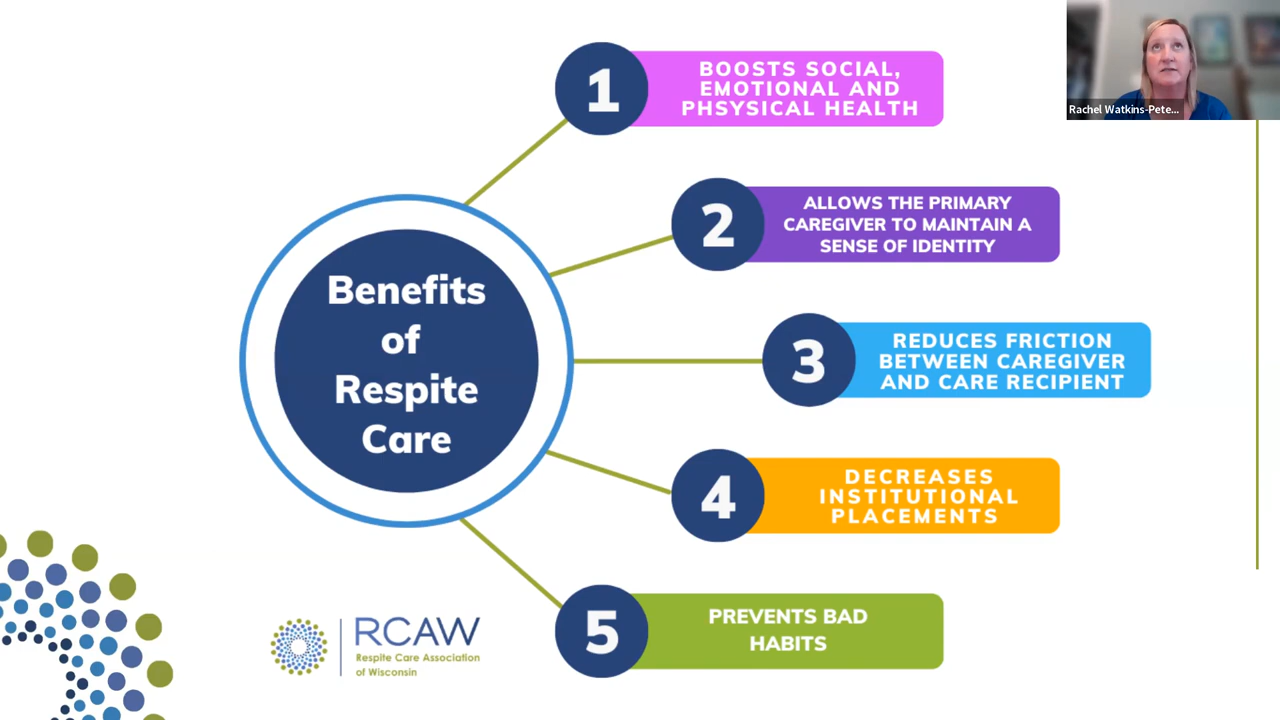 1
BOOSTS SOCIAL,
EMOTIONAL AND
PHSYSICAL HEALTH
Rachel Watkins-Pete...
2
ALLOWS THE PRIMARY
CAREGIVER TO MAINTAIN A
SENSE OF IDENTITY
Benefits
of
Respite
Care
3
REDUCES FRICTION
BETWEEN CAREGIVER
AND CARE RECIPIENT
4
DECREASES
INSTITUTIONAL
PLACEMENTS
5
PREVENTS BAD
HABITS
RCAW
Respite Care Association
of Wisconsin